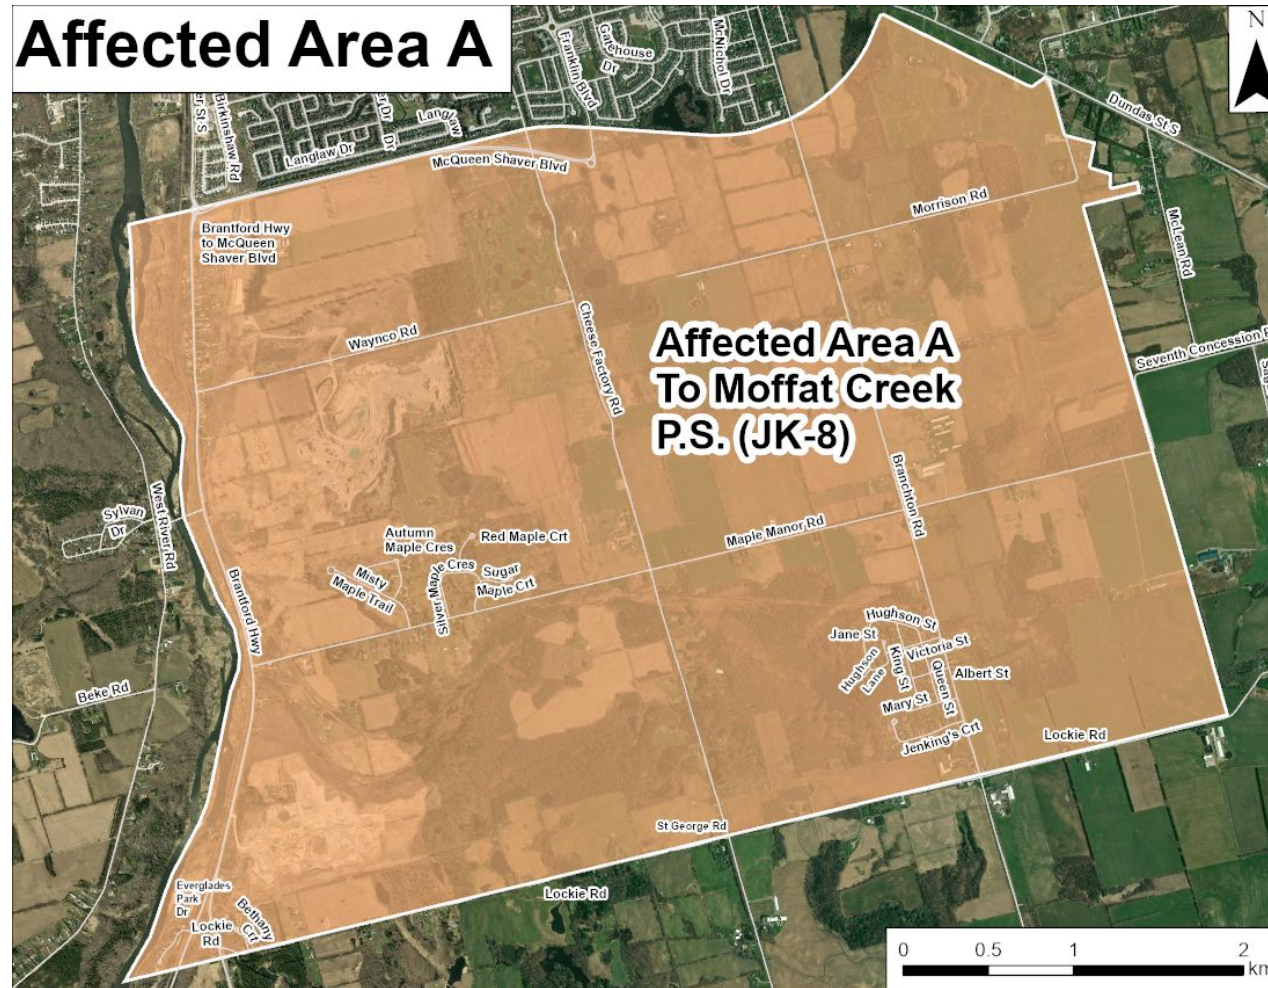 Affected Area A
N
Birkinshaw Rd
Langlaw Dr
Langlaw
Dr
Franklin Blvd
Gatehouse
Dr
McNichol Dr
McQueen Shaver Blvd
Dundas St S
McLean Rd
Morrison Rd
Brantford Hwy
to McQueen
Shaver Blvd
Waynco Rd
Cheese Factory Rd
Affected Area A
To Moffat Creek
P.S. (JK-8)
Seventh Concession
Branchton Rd
Maple Manor Rd
Sylvan
Dr
West River Rd
Brantford Hwy
Beke Rd
Autumn
Maple Cres
Red Maple Crt
Misty
Maple Trail
Silver Maple Cres
Sugar
Maple Crt
Hughson St
Jane St
Hughson
Lane
King St
Victoria St
Queen St
Albert St
Mary St
Jenking's Crt
Lockie Rd
St George Rd
Lockie Rd
Everglades
Park
Dr
Bethany
Crt
Lockie
Rd
0 0.5 1 2
km